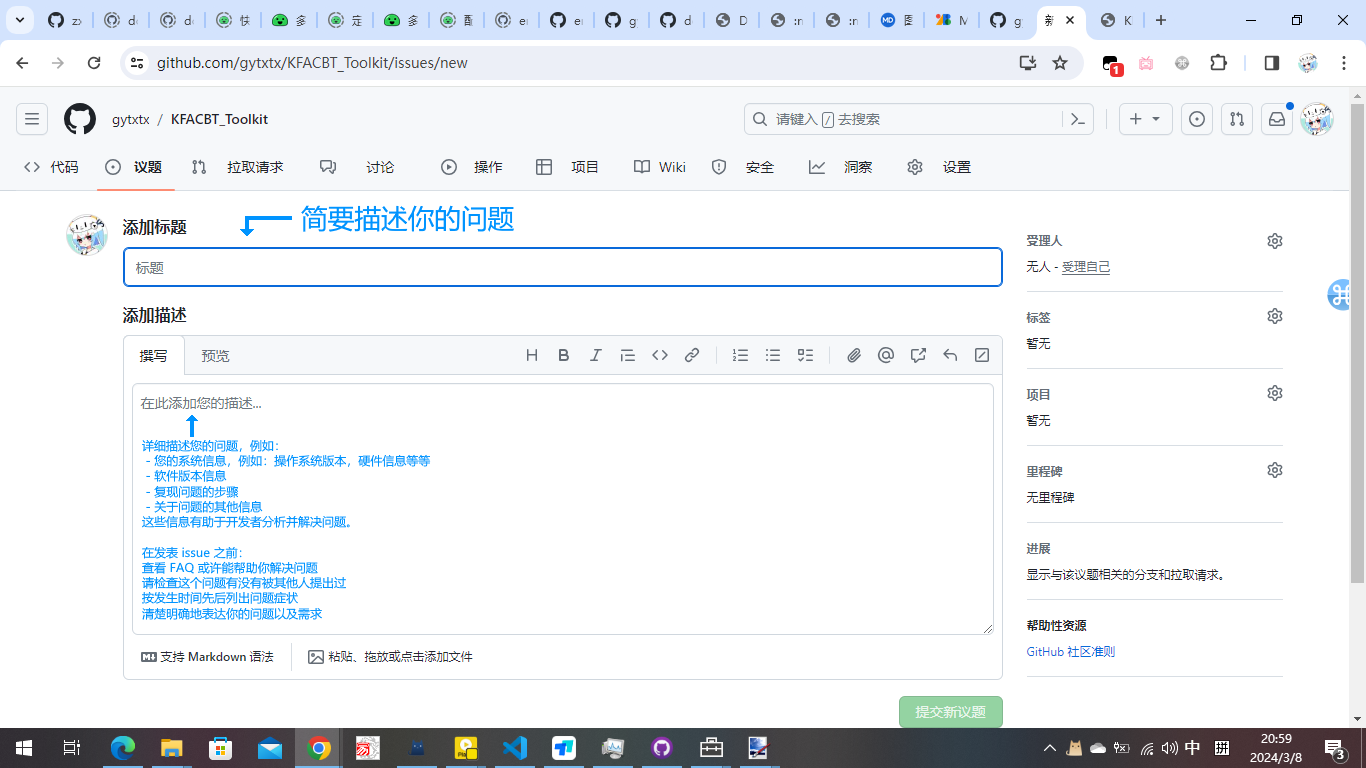 github.com/gytxtx/KFACBT_Toolkit/issues/new
1
gytxtx / KFACBT_Toolkit
请键入 / 去搜索
代码 议题 拉取请求 讨论 操作 项目 Wiki 安全 洞察 设置
添加标题
简要描述你的问题
标题
添加描述
撰写 预览
在此添加您的描述...
详细描述您的问题，例如：
- 您的系统信息，例如：操作系统版本，硬件信息等等
- 软件版本信息
- 复现问题的步骤
- 关于问题的其他信息
这些信息有助于开发者分析并解决问题。
在发表 issue 之前：
查看 FAQ 或许能帮助你解决问题
请检查这个问题有没有被其他人提出过
按发生时间先后列出问题症状
清楚明确地表达你的问题以及需求
支持 Markdown 语法
粘贴、拖放或点击添加文件
提交新议题
受理人
无人 - 受理自己
标签
暂无
项目
暂无
里程碑
无里程碑
进展
显示与该议题相关的分支和拉取请求。
帮助性资源
GitHub 社区准则
中 拼
20:59
2024/3/8
3